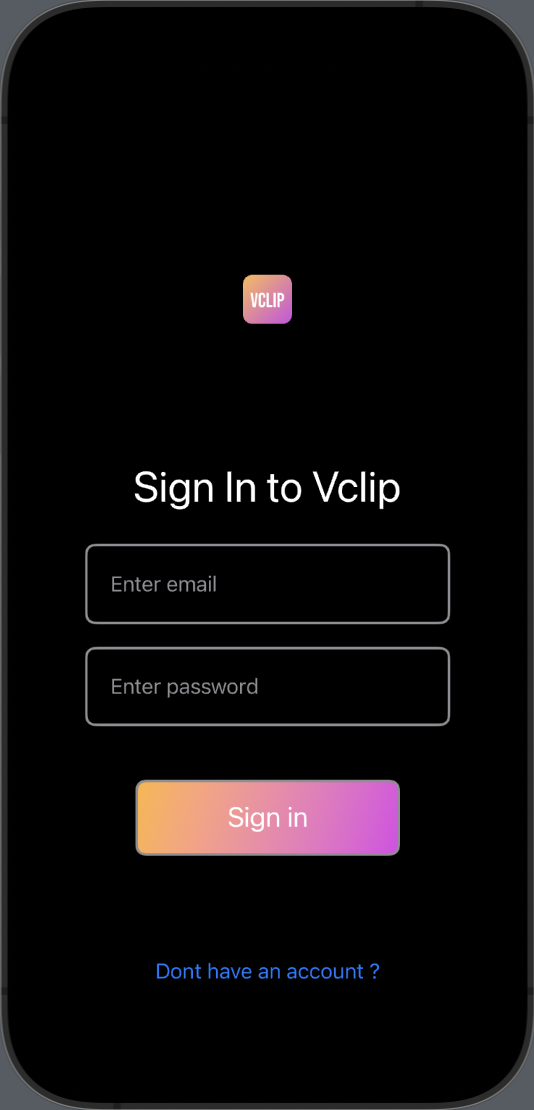 VCLIP
Sign In to Vclip
Enter email
Enter password
Sign in
Dont have an account ?